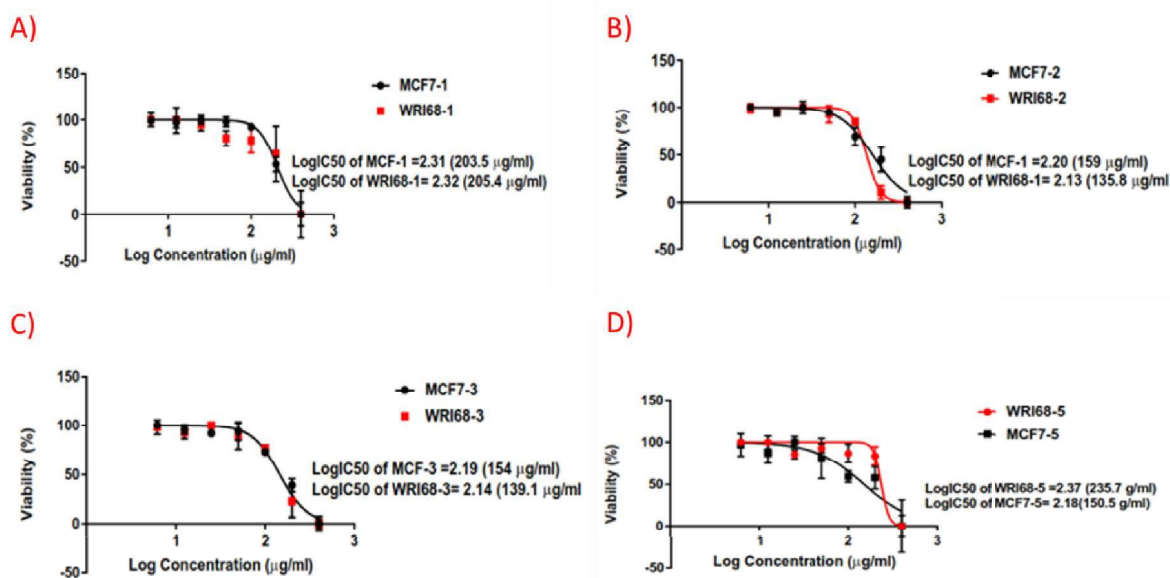 A)
150
100
50
0
-50
Viability (%)
1
2
3
Log Concentration (µg/ml)
MCF7-1
WRI68-1
LogIC50 of MCF-1 =2.31 (203.5 µg/ml)
LogIC50 of WRI68-1= 2.32 (205.4 µg/ml)
B)
150
100
50
0
-50
Viability (%)
1
2
3
Log Concentration (µg/ml)
MCF7-2
WRI68-2
LogIC50 of MCF-1 =2.20 (159 µg/ml)
LogIC50 of WRI68-1= 2.13 (135.8 µg/ml
C)
150
100
50
0
-50
Viability (%)
1
2
3
Log Concentration (µg/ml)
MCF7-3
WRI68-3
LogIC50 of MCF-3 =2.19 (154 µg/ml)
LogIC50 of WRI68-3= 2.14 (139.1 µg/ml
D)
150
100
50
0
-50
Viability (%)
1
2
3
Log Concentration (µg/ml)
WRI68-5
MCF7-5
LogIC50 of WRI68-5 =2.37 (235.7 g/ml)
LogIC50 of MCF7-5= 2.18(150.5 g/ml)